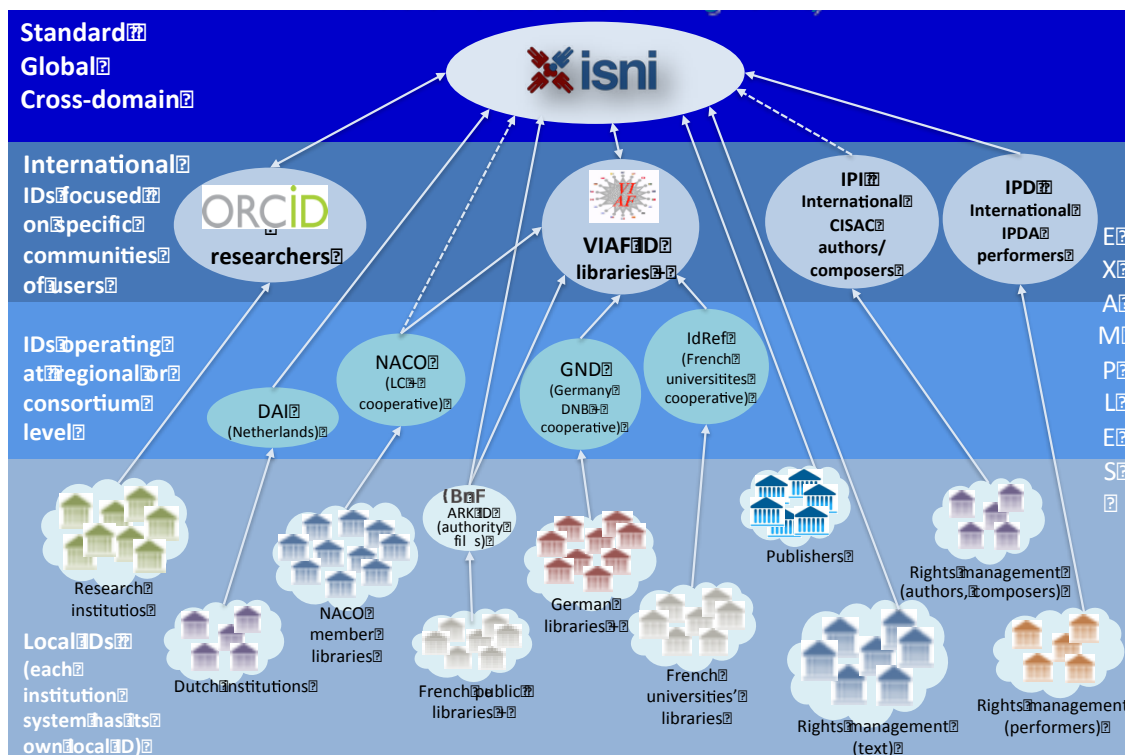 Standard
Global
Cross-domain
isni
International
IDs focused
on specific
communities
of users
ORCiD
researchers
VIAF
VIAF ID
libraries +
IPI
International
CISAC
authors/
composers
IPD
International
IPDA
performers
E
X
A
M
P
L
E
S
IDs operating
at regional or
consortium
level
DAI
(Netherlands)
NACO
(LC +
cooperative)
GND
(Germany
DNB +
cooperative)
IdRef
(French
universitites
cooperative)
Research
institutios
Dutch institutions
NACO
member
libraries
(BnF
ARK ID
(authority
fil s)
French public
libraries +
German
libraries +
French
universities’
libraries
Publishers
Rights management
(text)
Rights management
(authors, composers)
Rights management
(performers)
Local IDs
(each
institution
system has its
own local ID)